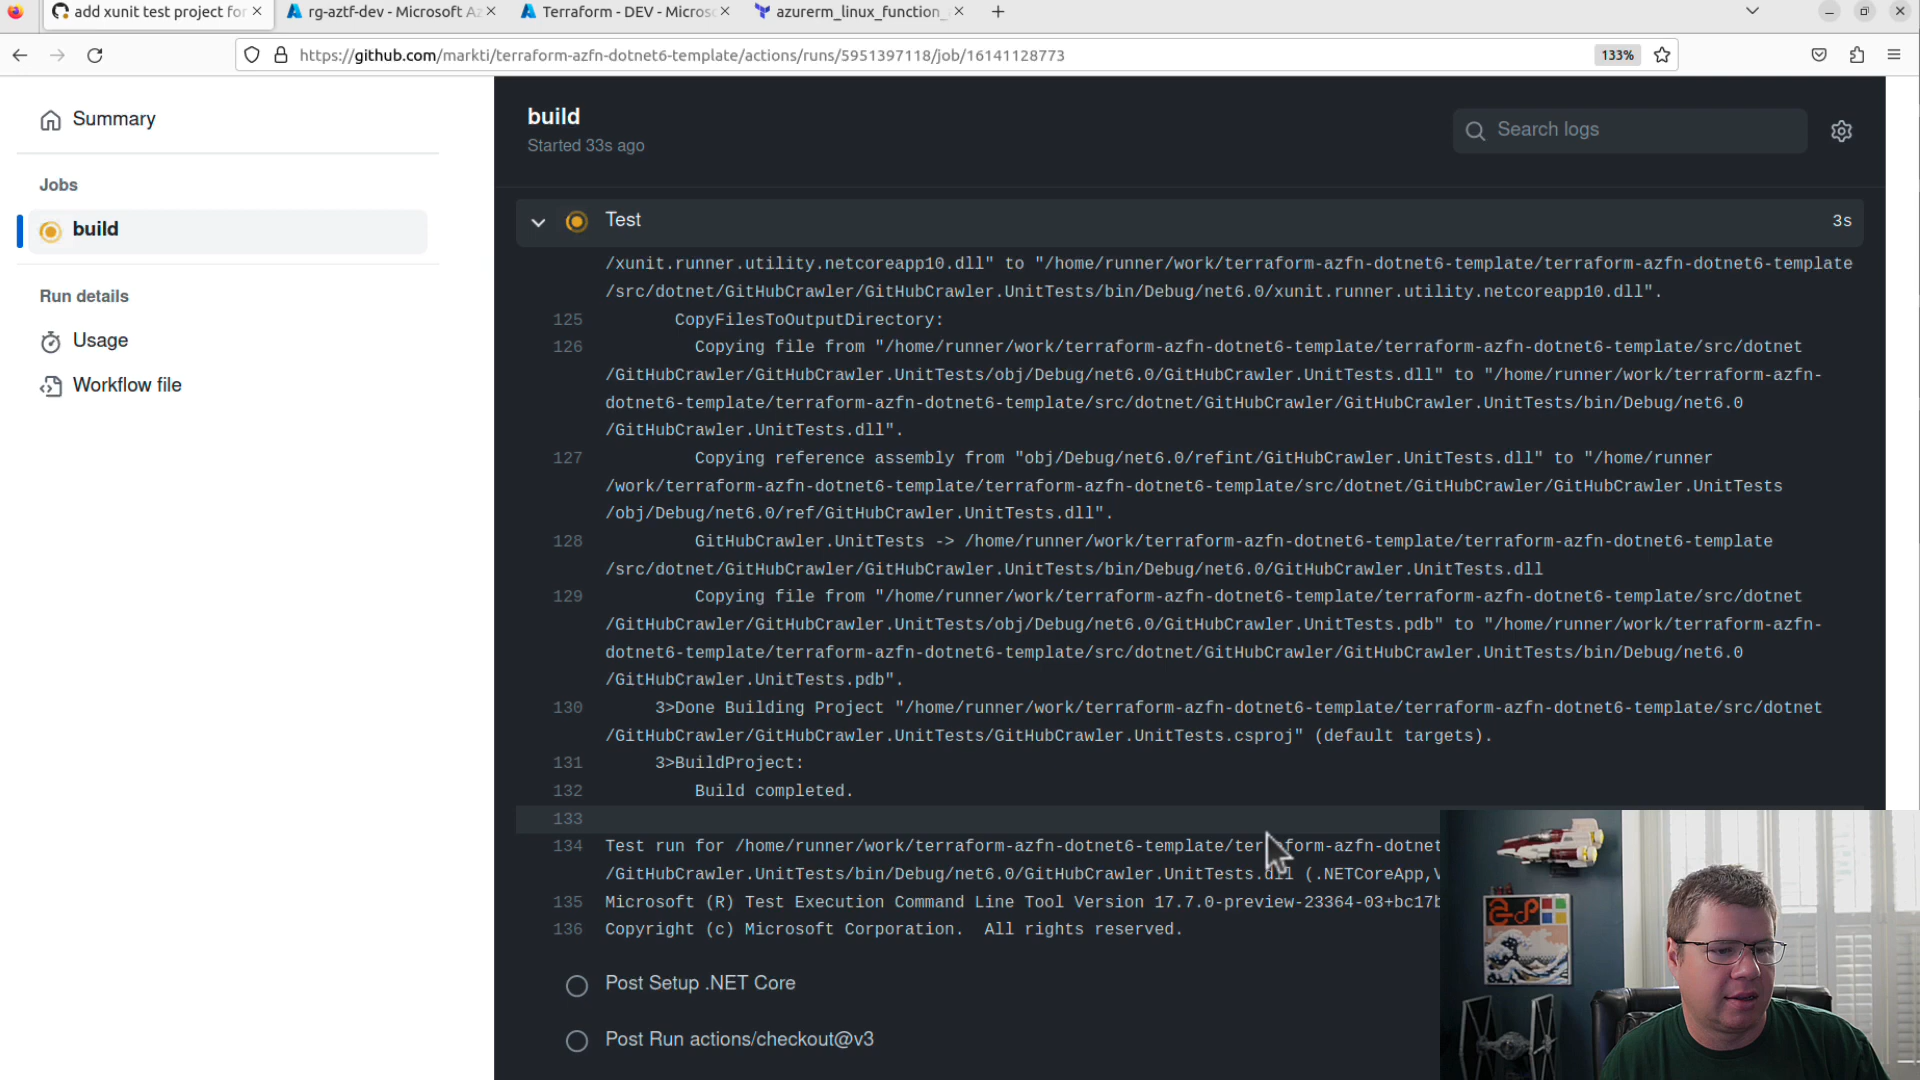 add xunit test project for
rg-aztf-dev - Microsoft Az
Terraform - DEV - Micros
azurerm_linux_function_
https://github.com/markti/terraform-azfn-dotnet6-template/actions/runs/5951397118/job/16141128773
133%
Summary
Jobs
build
Run details
Usage
Workflow file
build
Started 33s ago
Search logs
Test
3s
/xunit.runner.utility.netcoreapp10.dll" to "/home/runner/work/terraform-azfn-dotnet6-template/terraform-azfn-dotnet6-template
/src/dotnet/GitHubCrawler/GitHubCrawler.UnitTests/bin/Debug/net6.0/xunit.runner.utility.netcoreapp10.dll".
125 CopyFilesToOutputDirectory:
126 Copying file from "/home/runner/work/terraform-azfn-dotnet6-template/terraform-azfn-dotnet6-template/src/dotnet
/GitHubCrawler/GitHubCrawler.UnitTests/obj/Debug/net6.0/GitHubCrawler.UnitTests.dll" to "/home/runner/work/terraform-azfn-
dotnet6-template/terraform-azfn-dotnet6-template/src/dotnet/GitHubCrawler/GitHubCrawler.UnitTests/bin/Debug/net6.0
/GitHubCrawler.UnitTests.dll".
127 Copying reference assembly from "obj/Debug/net6.0/refint/GitHubCrawler.UnitTests.dll" to "/home/runner
/work/terraform-azfn-dotnet6-template/terraform-azfn-dotnet6-template/src/dotnet/GitHubCrawler/GitHubCrawler.UnitTests
/obj/Debug/net6.0/ref/GitHubCrawler.UnitTests.dll".
128 GitHubCrawler.UnitTests -> /home/runner/work/terraform-azfn-dotnet6-template/terraform-azfn-dotnet6-template
/src/dotnet/GitHubCrawler/GitHubCrawler.UnitTests/bin/Debug/net6.0/GitHubCrawler.UnitTests.dll
129 Copying file from "/home/runner/work/terraform-azfn-dotnet6-template/terraform-azfn-dotnet6-template/src/dotnet
/GitHubCrawler/GitHubCrawler.UnitTests/obj/Debug/net6.0/GitHubCrawler.UnitTests.pdb" to "/home/runner/work/terraform-azfn-
dotnet6-template/terraform-azfn-dotnet6-template/src/dotnet/GitHubCrawler/GitHubCrawler.UnitTests/bin/Debug/net6.0
/GitHubCrawler.UnitTests.pdb".
130 3>Done Building Project "/home/runner/work/terraform-azfn-dotnet6-template/terraform-azfn-dotnet6-template/src/dotnet
/GitHubCrawler/GitHubCrawler.UnitTests/GitHubCrawler.UnitTests.csproj" (default targets).
131 3>BuildProject:
132 Build completed.
133
134 Test run for /home/runner/work/terraform-azfn-dotnet6-template/terraform-azfn-dotnet
/GitHubCrawler.UnitTests/bin/Debug/net6.0/GitHubCrawler.UnitTests.dll (.NETCoreApp,V
135 Microsoft (R) Test Execution Command Line Tool Version 17.7.0-preview-23364-03+bc17b
136 Copyright (c) Microsoft Corporation. All rights reserved.
Post Setup .NET Core
Post Run actions/checkout@v3